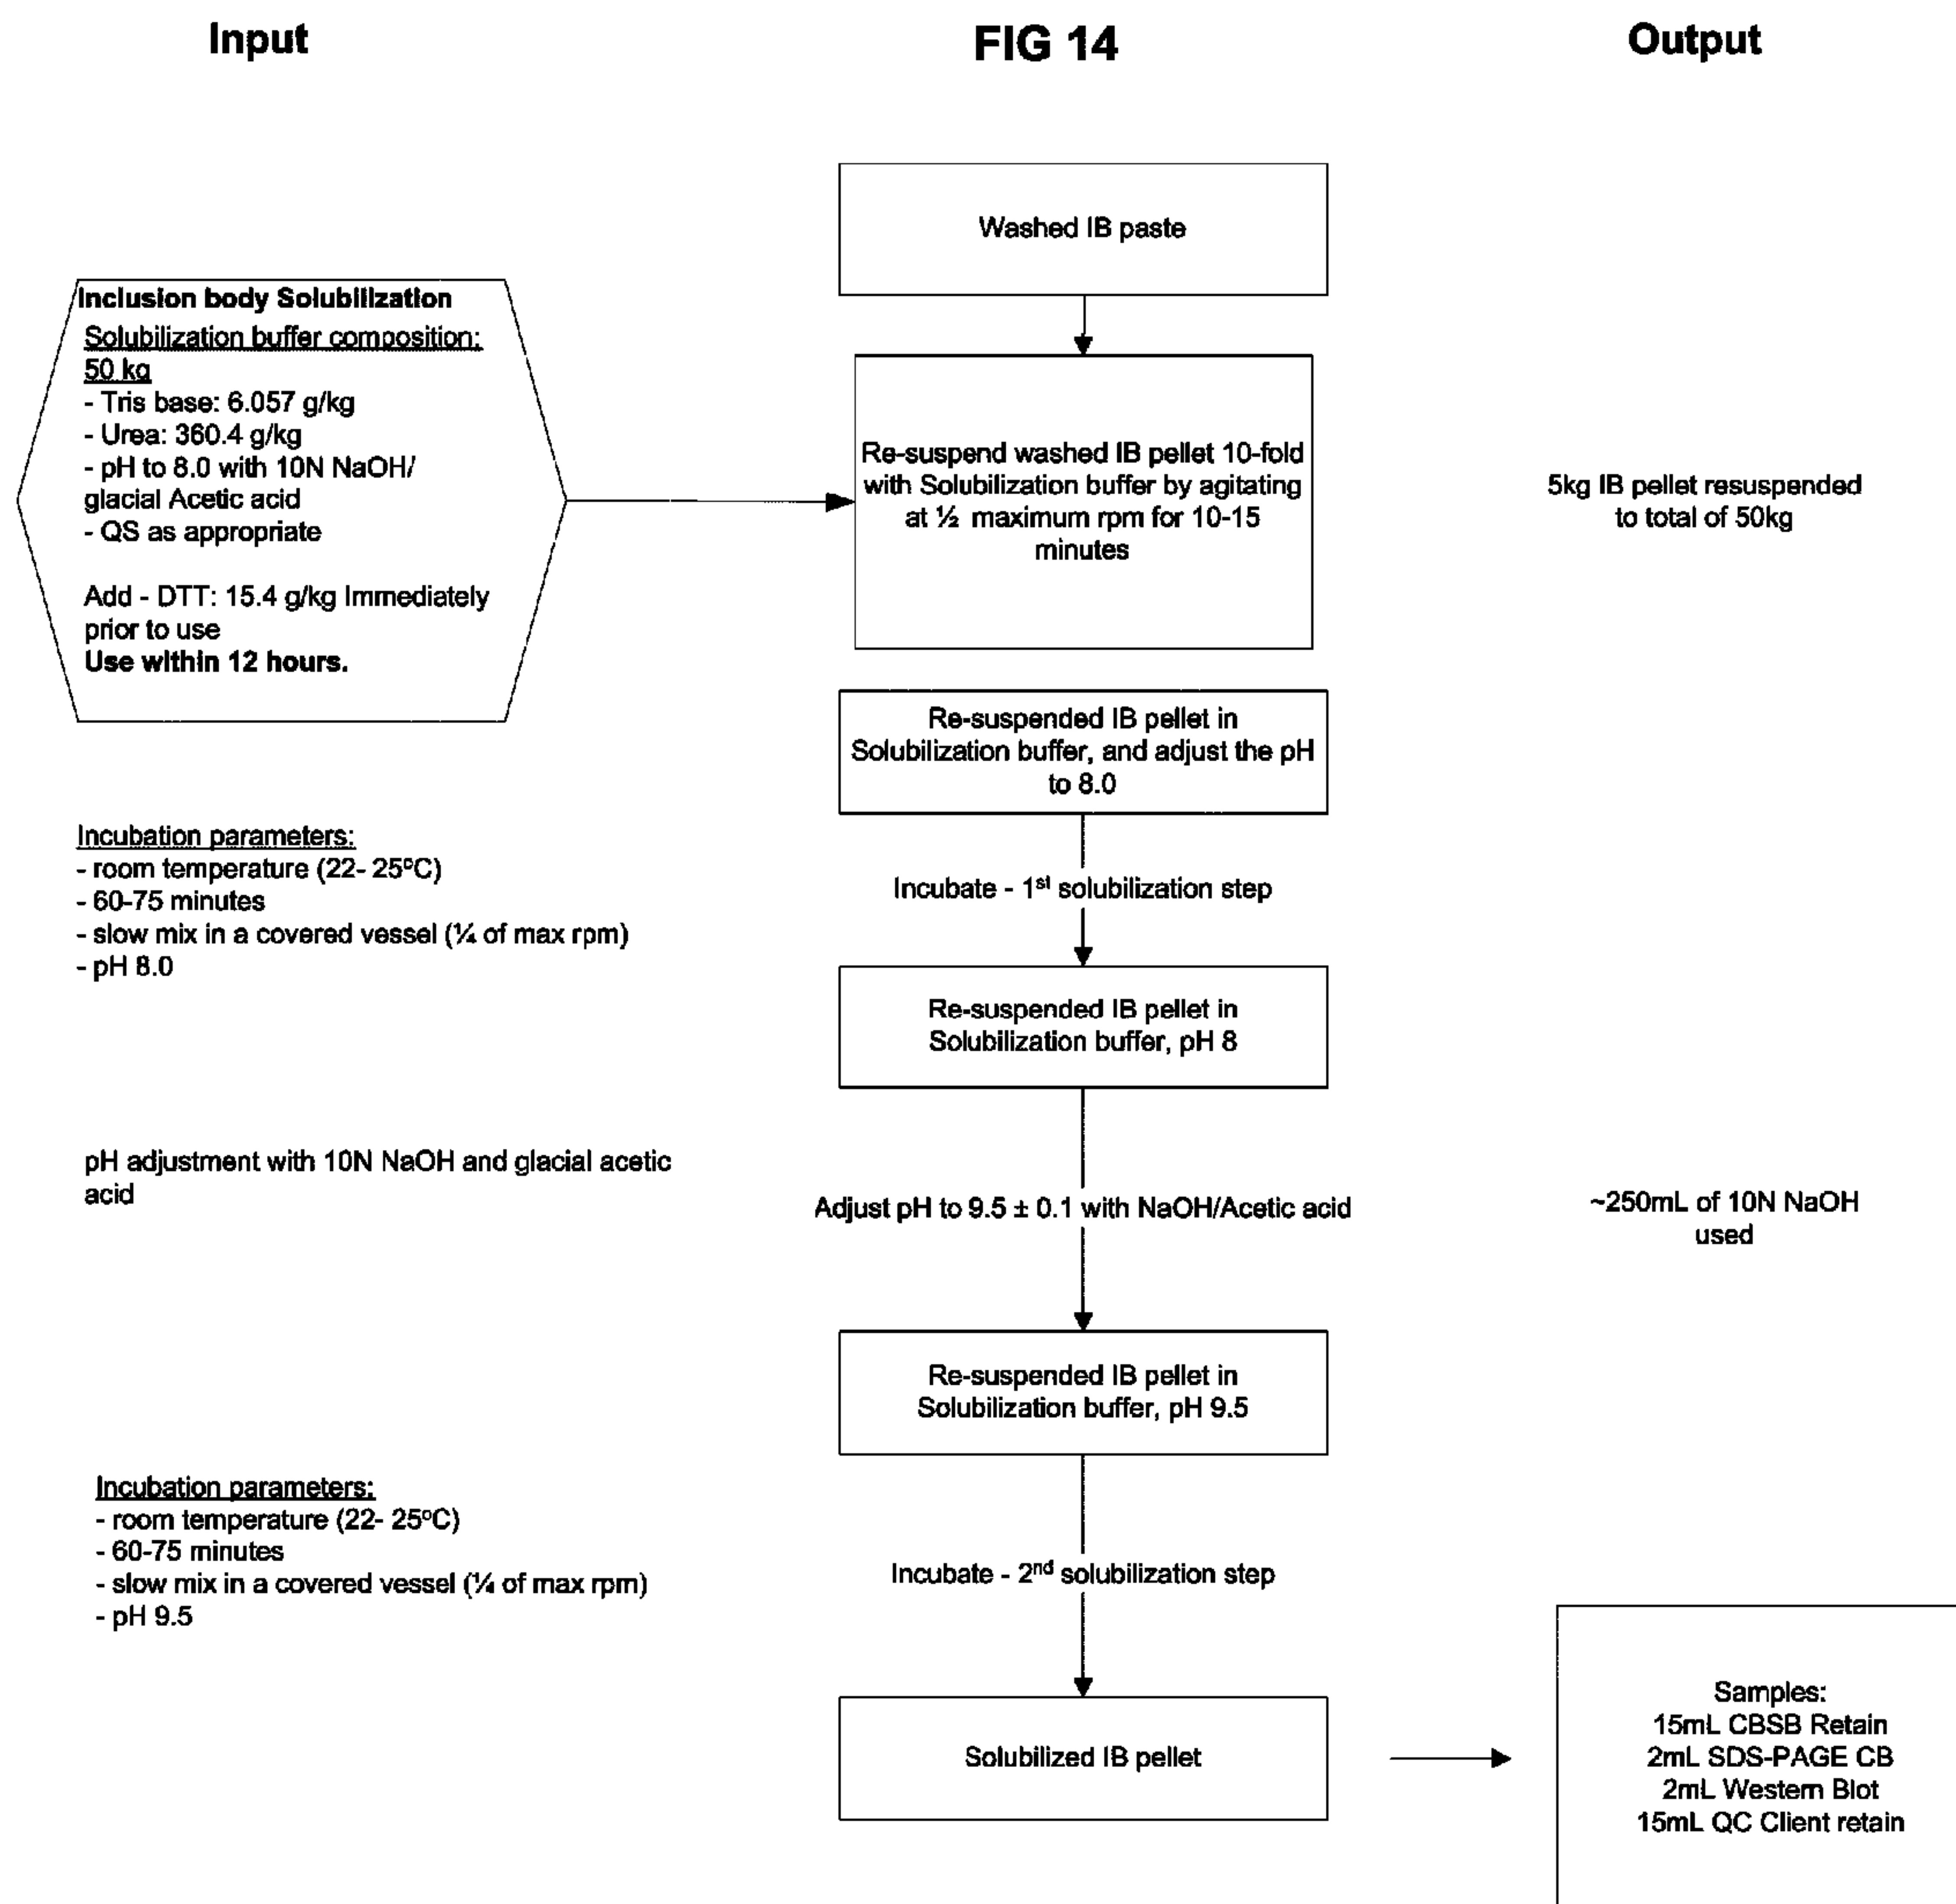 Input
FIG 14
Output
Washed IB paste
Inclusion body Solubilization
Solubilization buffer composition:
50 kg
- Tris base: 6.057 g/kg
- Urea: 360.4 g/kg
- pH to 8.0 with 10N NaOH/
glacial Acetic acid
- QS as appropriate
Add - DTT: 15.4 g/kg Immediately
prior to use
Use within 12 hours.
Re-suspend washed IB pellet 10-fold
with Solubilization buffer by agitating
at ½ maximum rpm for 10-15
minutes
5kg IB pellet resuspended
to total of 50kg
Re-suspended IB pellet in
Solubilization buffer, and adjust the pH
to 8.0
Incubation parameters:
- room temperature (22- 25ºC)
- 60-75 minutes
- slow mix in a covered vessel (¼ of max rpm)
- pH 8.0
Incubate - 1st solubilization step
Re-suspended IB pellet in
Solubilization buffer, pH 8
pH adjustment with 10N NaOH and glacial acetic
acid
Adjust pH to 9.5 ± 0.1 with NaOH/Acetic acid
~250mL of 10N NaOH
used
Re-suspended IB pellet in
Solubilization buffer, pH 9.5
Incubation parameters:
- room temperature (22- 25ºC)
- 60-75 minutes
- slow mix in a covered vessel (¼ of max rpm)
- pH 9.5
Incubate - 2nd solubilization step
Solubilized IB pellet
Samples:
15mL CBSB Retain
2mL SDS-PAGE CB
2mL Western Blot
15mL QC Client retain